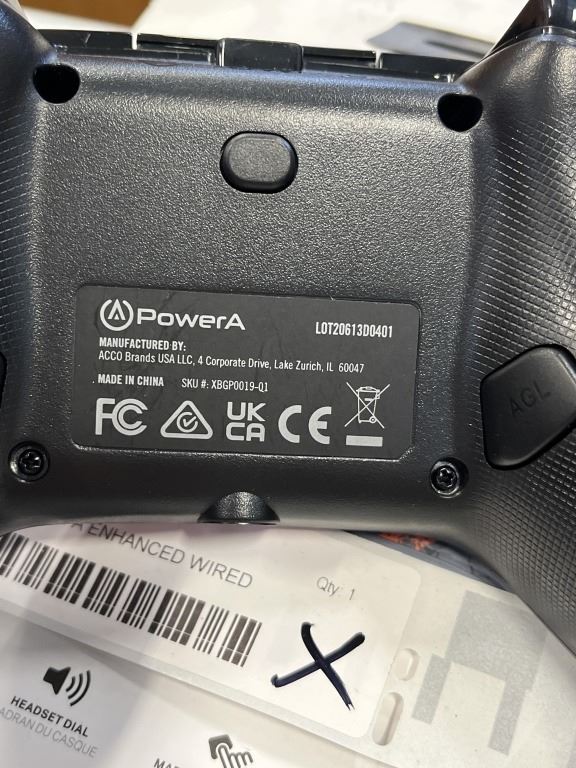 PowerA
LOT20613D0401
MANUFACTURED BY:
ACCO Brands USA LLC, 4 Corporate Drive, Lake Zurich, IL 60047
MADE IN CHINA SKU #: XBGP0019-01
FC UK CA CE
AGL
A ENHANCED WIRED
Qty: 1
X
HEADSET DIAL
CADRAN DU CASQUE